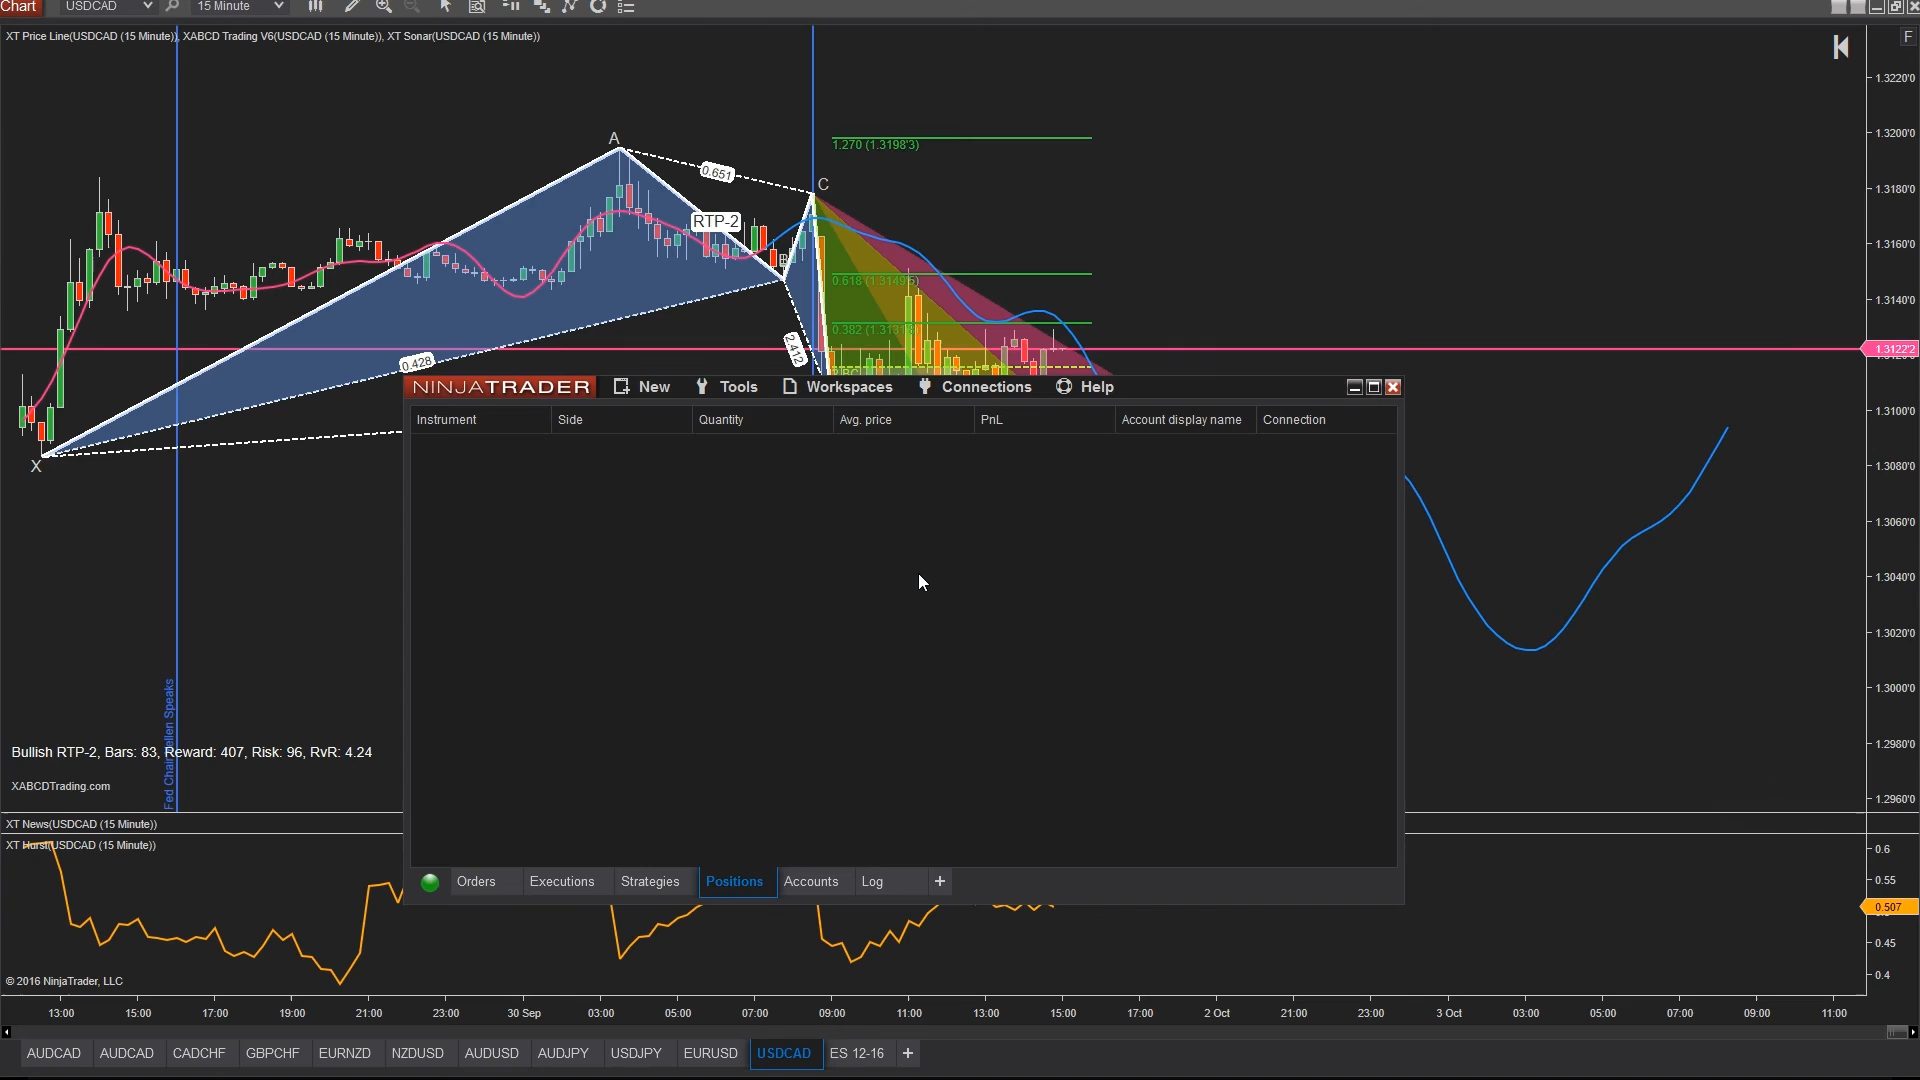 Chart USDCAD 15 Minute
XT Price Line(USDCAD (15 Minute)), XABCD Trading V6(USDCAD (15 Minute)), XT Sonar(USDCAD (15 Minute))
F
1.3220'0
1.3200'0
1.3180'0
1.3160'0
1.3140'0
1.3122'2
1.3100'0
1.3080'0
1.3060'0
1.3040'0
1.3020'0
1.3000'0
1.2980'0
1.2960'0
A
0.651
C
1.270 (1.3198'3)
RTP-2
B
0.618 (1.3149'5)
2.412
0.428
X
NINJATRADER New Tools Workspaces Connections Help
Instrument Side Quantity Avg. price PnL Account display name Connection
Orders Executions Strategies Positions Accounts Log +
Bullish RTP-2, Bars: 83, Reward: 407, Risk: 96, RvR: 4.24
XABCDTrading.com
XT News(USDCAD (15 Minute))
XT Hurst(USDCAD (15 Minute))
0.6
0.55
0.507
0.45
0.4
© 2016 NinjaTrader, LLC
13:00 15:00 17:00 19:00 21:00 23:00 30 Sep 03:00 05:00 07:00 09:00 11:00 13:00 15:00 17:00 2 Oct 21:00 23:00 3 Oct 03:00 05:00 07:00 09:00 11:00
AUDCAD AUDCAD CADCHF GBPCHF EURNZD NZDUSD AUDUSD AUDJPY USDJPY EURUSD USDCAD ES 12-16 +